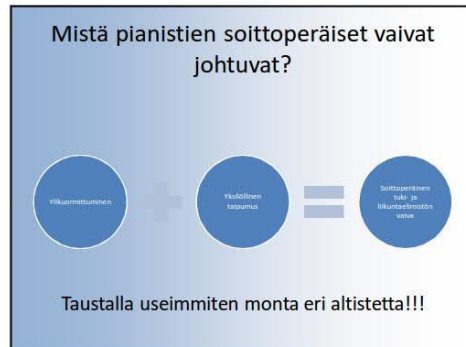 Mistä pianistien soittoperäiset vaivat
johtuvat?
Ylikuormittuminen
Yksilöllinen
taipumus
Soittoperäinen
tuki- ja
liikuntaelimistön
vaiva
Taustalla useimmiten monta eri altistetta!!!